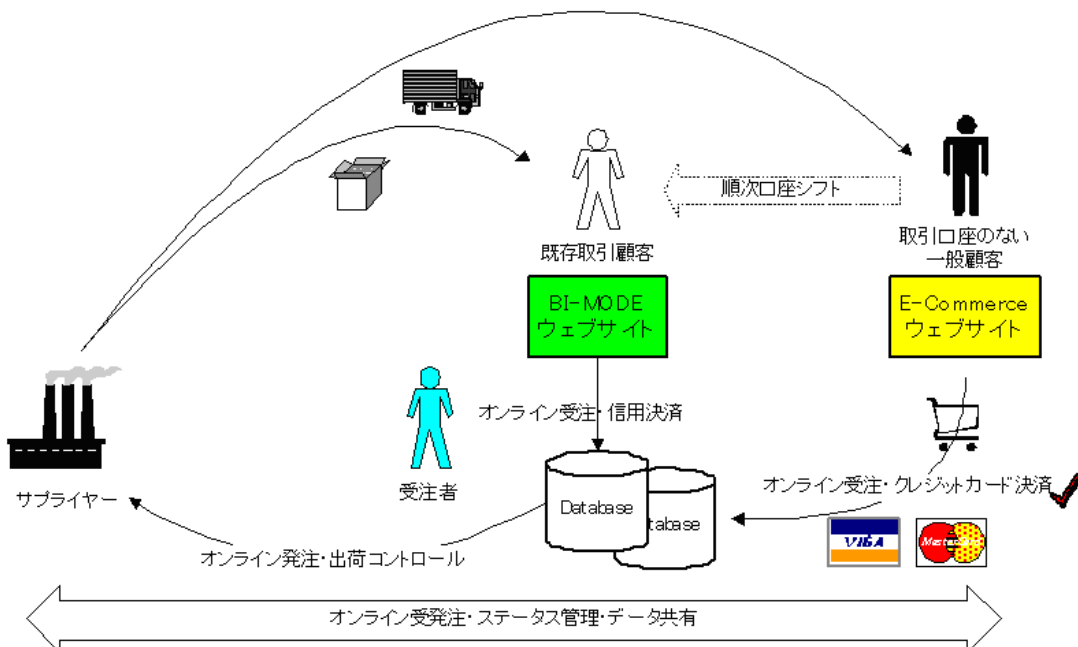 順次口座シフト
既存取引顧客
取引口座のない
一般顧客
BI-MODE
ウェブサイト
E-Commerce
ウェブサイト
オンライン受注・信用決済
サプライヤー
受注者
Database
tabase
オンライン受注・クレジットカード決済
VISA
MasterCard
オンライン発注・出荷コントロール
オンライン受発注・ステータス管理・データ共有